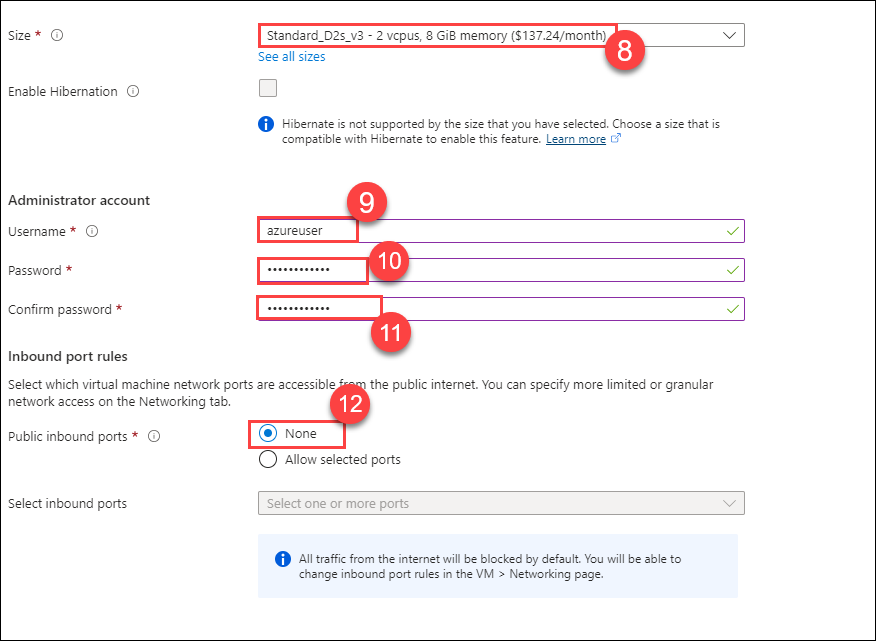 Size *
Standard_D2s_v3 - 2 vcpus, 8 GiB memory ($137.24/month)
8
See all sizes
Enable Hibernation
Hibernate is not supported by the size that you have selected. Choose a size that is
compatible with Hibernate to enable this feature. Learn more
Administrator account
9
Username *
azureuser
10
Password *
••••••••••••
Confirm password *
••••••••••••
11
Inbound port rules
Select which virtual machine network ports are accessible from the public internet. You can specify more limited or granular
network access on the Networking tab.
12
Public inbound ports *
None
Allow selected ports
Select inbound ports
Select one or more ports
All traffic from the internet will be blocked by default. You will be able to
change inbound port rules in the VM > Networking page.